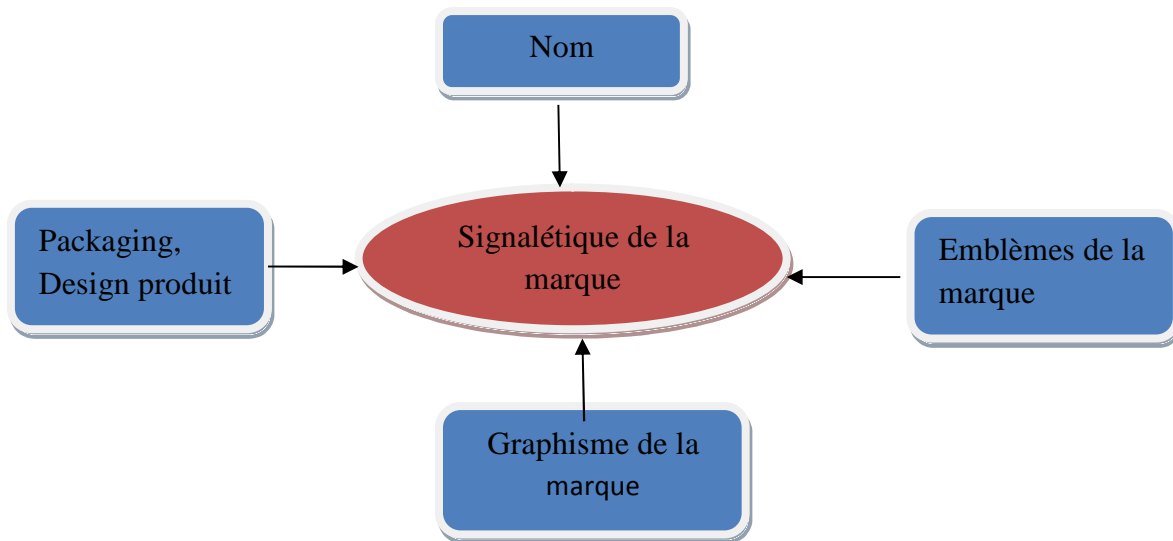 Nom
Packaging,
Design produit
Signalétique de la
marque
Emblèmes de la
marque
Graphisme de la
marque